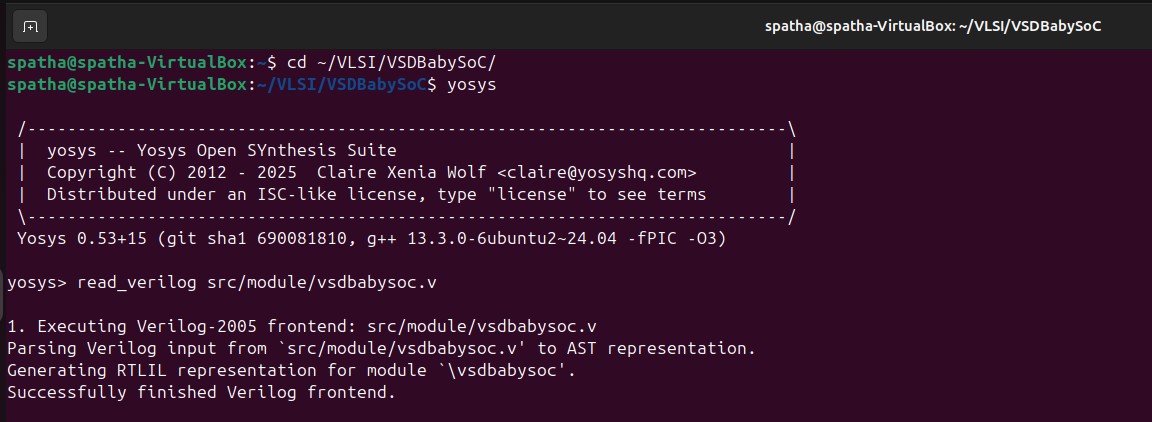 spatha@spatha-VirtualBox: ~/VLSI/VSDBabySoC
spatha@spatha-VirtualBox:~$ cd ~/VLSI/VSDBabySoC/
spatha@spatha-VirtualBox:~/VLSI/VSDBabySoC$ yosys
/----------------------------------------------------------------------------\
| yosys -- Yosys Open SYnthesis Suite |
| Copyright (C) 2012 - 2025 Claire Xenia Wolf <claire@yosyshq.com> |
| Distributed under an ISC-like license, type "license" to see terms |
\----------------------------------------------------------------------------/
Yosys 0.53+15 (git sha1 690081810, g++ 13.3.0-6ubuntu2~24.04 -fPIC -O3)
yosys> read_verilog src/module/vsdbabysoc.v
1. Executing Verilog-2005 frontend: src/module/vsdbabysoc.v
Parsing Verilog input from `src/module/vsdbabysoc.v' to AST representation.
Generating RTLIL representation for module `\vsdbabysoc'.
Successfully finished Verilog frontend.